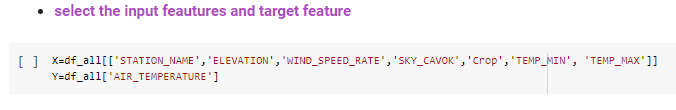 select the input feautures and target feature
[ ] X=df_all[['STATION_NAME','ELEVATION','WIND_SPEED_RATE','SKY_CAVOK','Crop','TEMP_MIN', 'TEMP_MAX']]
Y=df_all['AIR_TEMPERATURE']